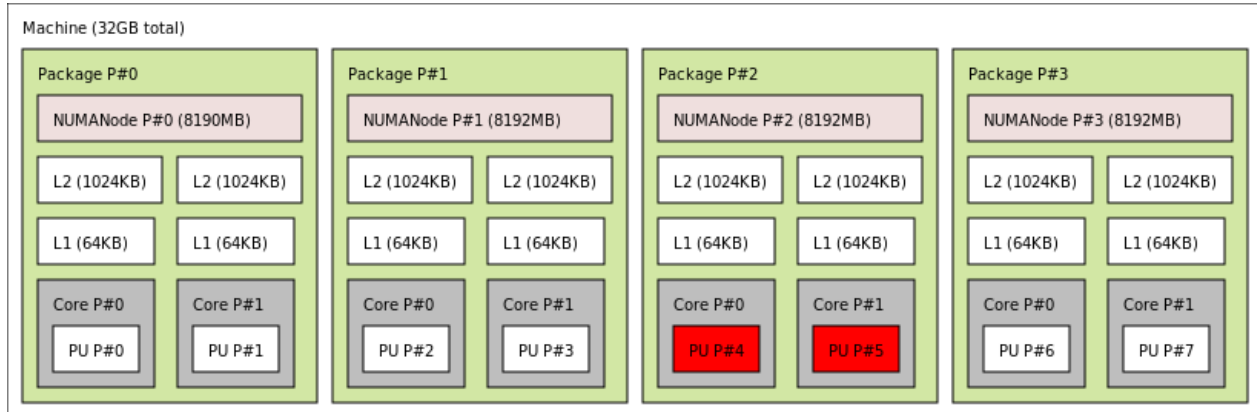 Machine (32GB total)
Package P#0
NUMANode P#0 (8190MB)
L2 (1024KB) L2 (1024KB)
L1 (64KB) L1 (64KB)
Core P#0 Core P#1
PU P#0 PU P#1
Package P#1
NUMANode P#1 (8192MB)
L2 (1024KB) L2 (1024KB)
L1 (64KB) L1 (64KB)
Core P#0 Core P#1
PU P#2 PU P#3
Package P#2
NUMANode P#2 (8192MB)
L2 (1024KB) L2 (1024KB)
L1 (64KB) L1 (64KB)
Core P#0 Core P#1
PU P#4 PU P#5
Package P#3
NUMANode P#3 (8192MB)
L2 (1024KB) L2 (1024KB)
L1 (64KB) L1 (64KB)
Core P#0 Core P#1
PU P#6 PU P#7